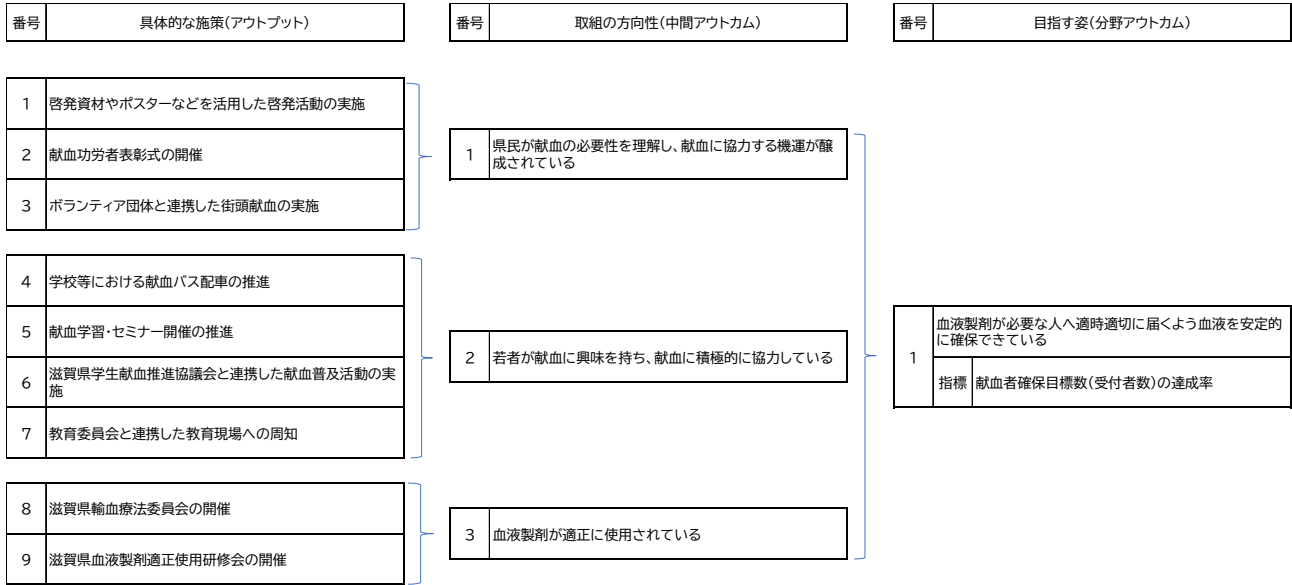 番号 具体的な施策(アウトプット)
番号 取組の方向性(中間アウトカム)
番号 目指す姿(分野アウトカム)
1 啓発資材やポスターなどを活用した啓発活動の実施
2 献血功労者表彰式の開催
3 ボランティア団体と連携した街頭献血の実施
1 県民が献血の必要性を理解し、献血に協力する機運が醸
成されている
4 学校等における献血バス配車の推進
5 献血学習・セミナー開催の推進
6 滋賀県学生献血推進協議会と連携した献血普及活動の実
施
7 教育委員会と連携した教育現場への周知
2 若者が献血に興味を持ち、献血に積極的に協力している
8 滋賀県輸血療法委員会の開催
9 滋賀県血液製剤適正使用研修会の開催
3 血液製剤が適正に使用されている
1 血液製剤が必要な人へ適時適切に届くよう血液を安定的
に確保できている
指標 献血者確保目標数(受付者数)の達成率